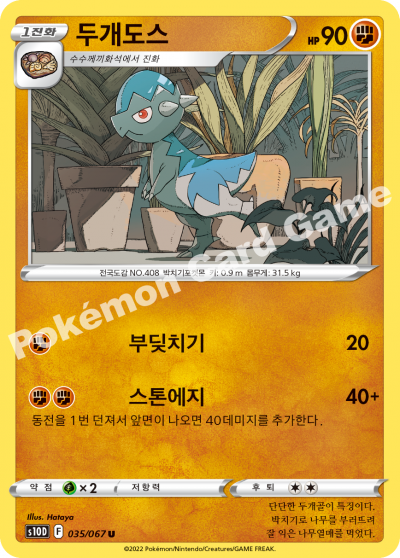 1진화
두개도스
HP 90
수수께끼화석에서 진화
전국도감 NO.408 박치기포켓몬 키: 0.9 m 몸무게: 31.5 kg
Pokémon Card Game
부딪치기 20
스톤에지 40+
동전을 1번 던져서 앞면이 나오면 40데미지를 추가한다.
약점 ×2 저항력 후퇴
Illus. Hataya
단단한 두개골이 특징이다.
박치기로 나무를 부러뜨려
잘 익은 나무열매를 먹었다.
s10D F 035/067 U
©2022 Pokémon/Nintendo/Creatures/GAME FREAK.